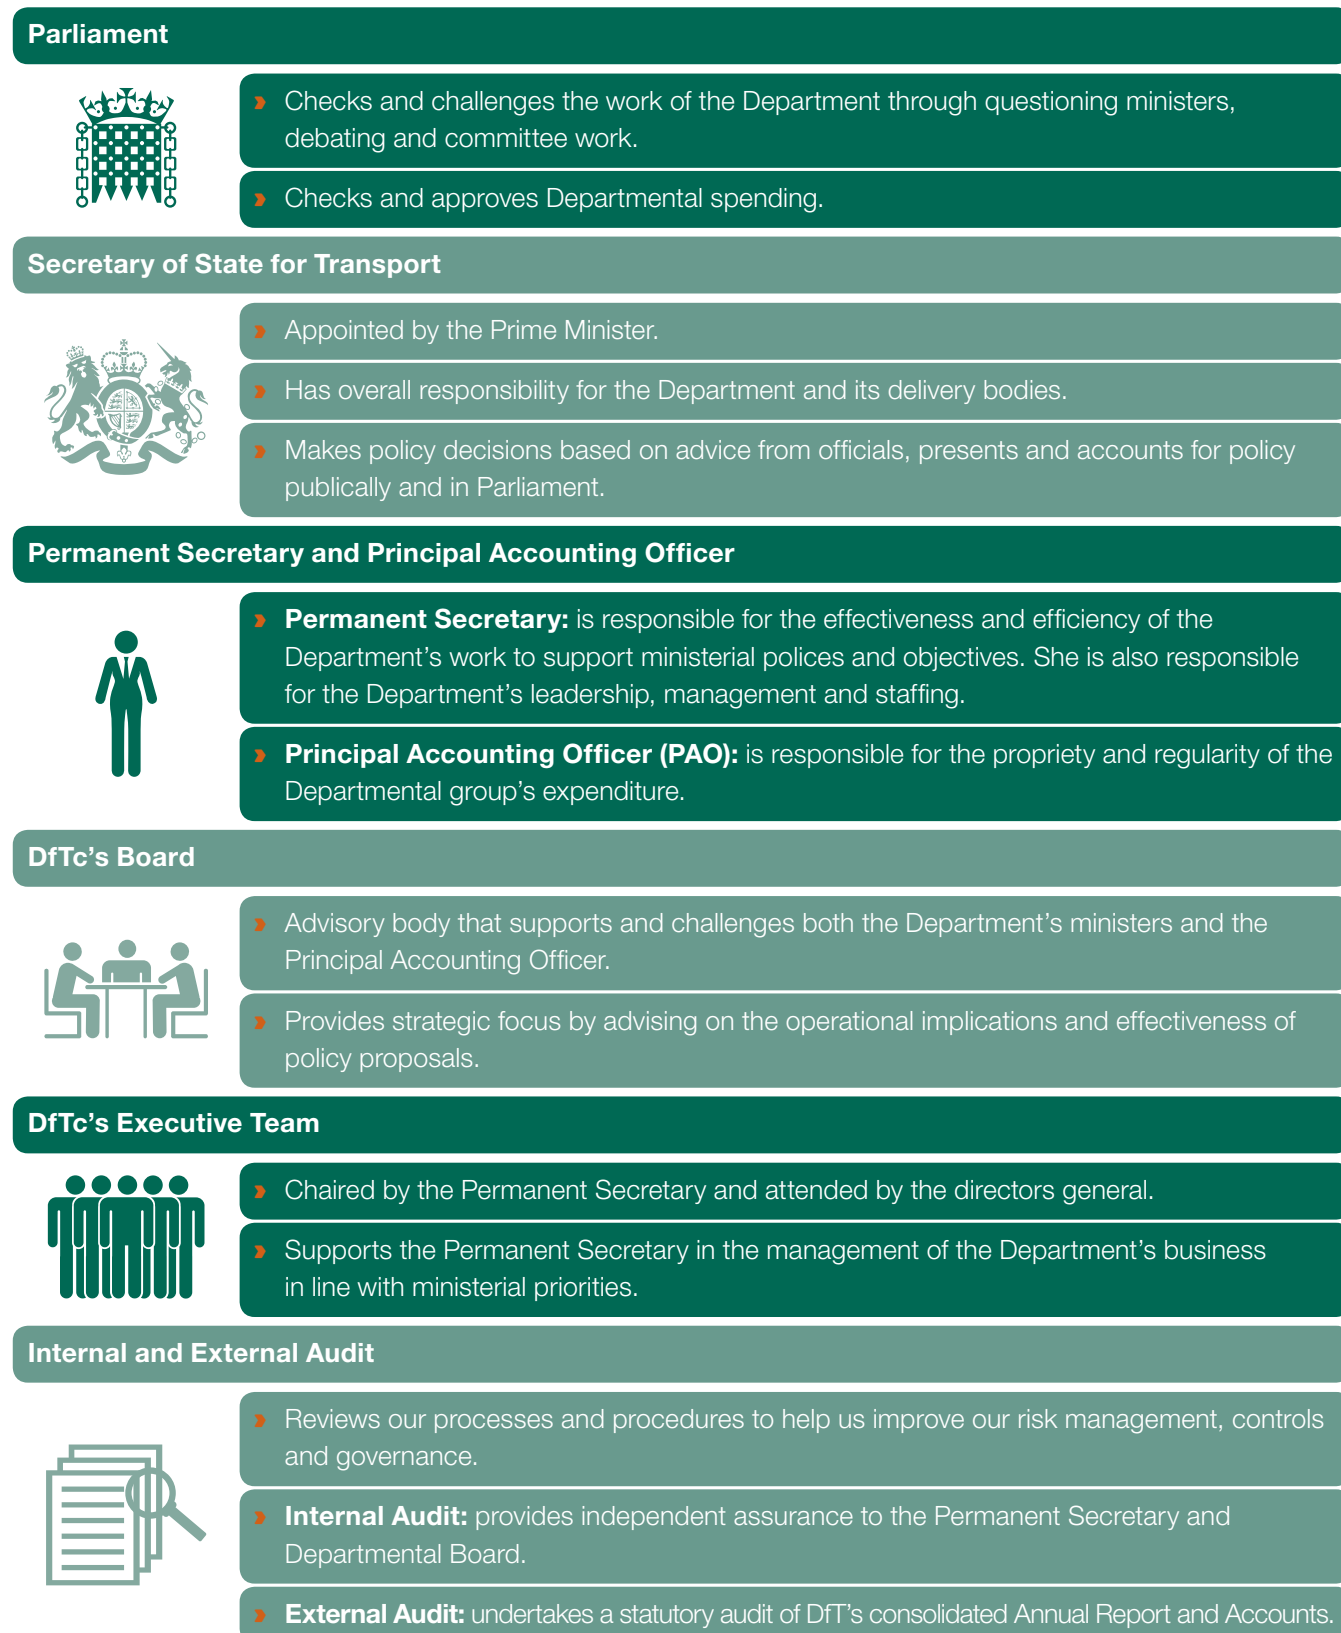 Parliament
Checks and challenges the work of the Department through questioning ministers,
debating and committee work.
Checks and approves Departmental spending.
Secretary of State for Transport
Appointed by the Prime Minister.
Has overall responsibility for the Department and its delivery bodies.
Makes policy decisions based on advice from officials, presents and accounts for policy
publically and in Parliament.
Permanent Secretary and Principal Accounting Officer
Permanent Secretary: is responsible for the effectiveness and efficiency of the
Department’s work to support ministerial polices and objectives. She is also responsible
for the Department’s leadership, management and staffing.
Principal Accounting Officer (PAO): is responsible for the propriety and regularity of the
Departmental group’s expenditure.
DfTc’s Board
Advisory body that supports and challenges both the Department’s ministers and the
Principal Accounting Officer.
Provides strategic focus by advising on the operational implications and effectiveness of
policy proposals.
DfTc’s Executive Team
Chaired by the Permanent Secretary and attended by the directors general.
Supports the Permanent Secretary in the management of the Department’s business
in line with ministerial priorities.
Internal and External Audit
Reviews our processes and procedures to help us improve our risk management, controls
and governance.
Internal Audit: provides independent assurance to the Permanent Secretary and
Departmental Board.
External Audit: undertakes a statutory audit of DfT’s consolidated Annual Report and Accounts.